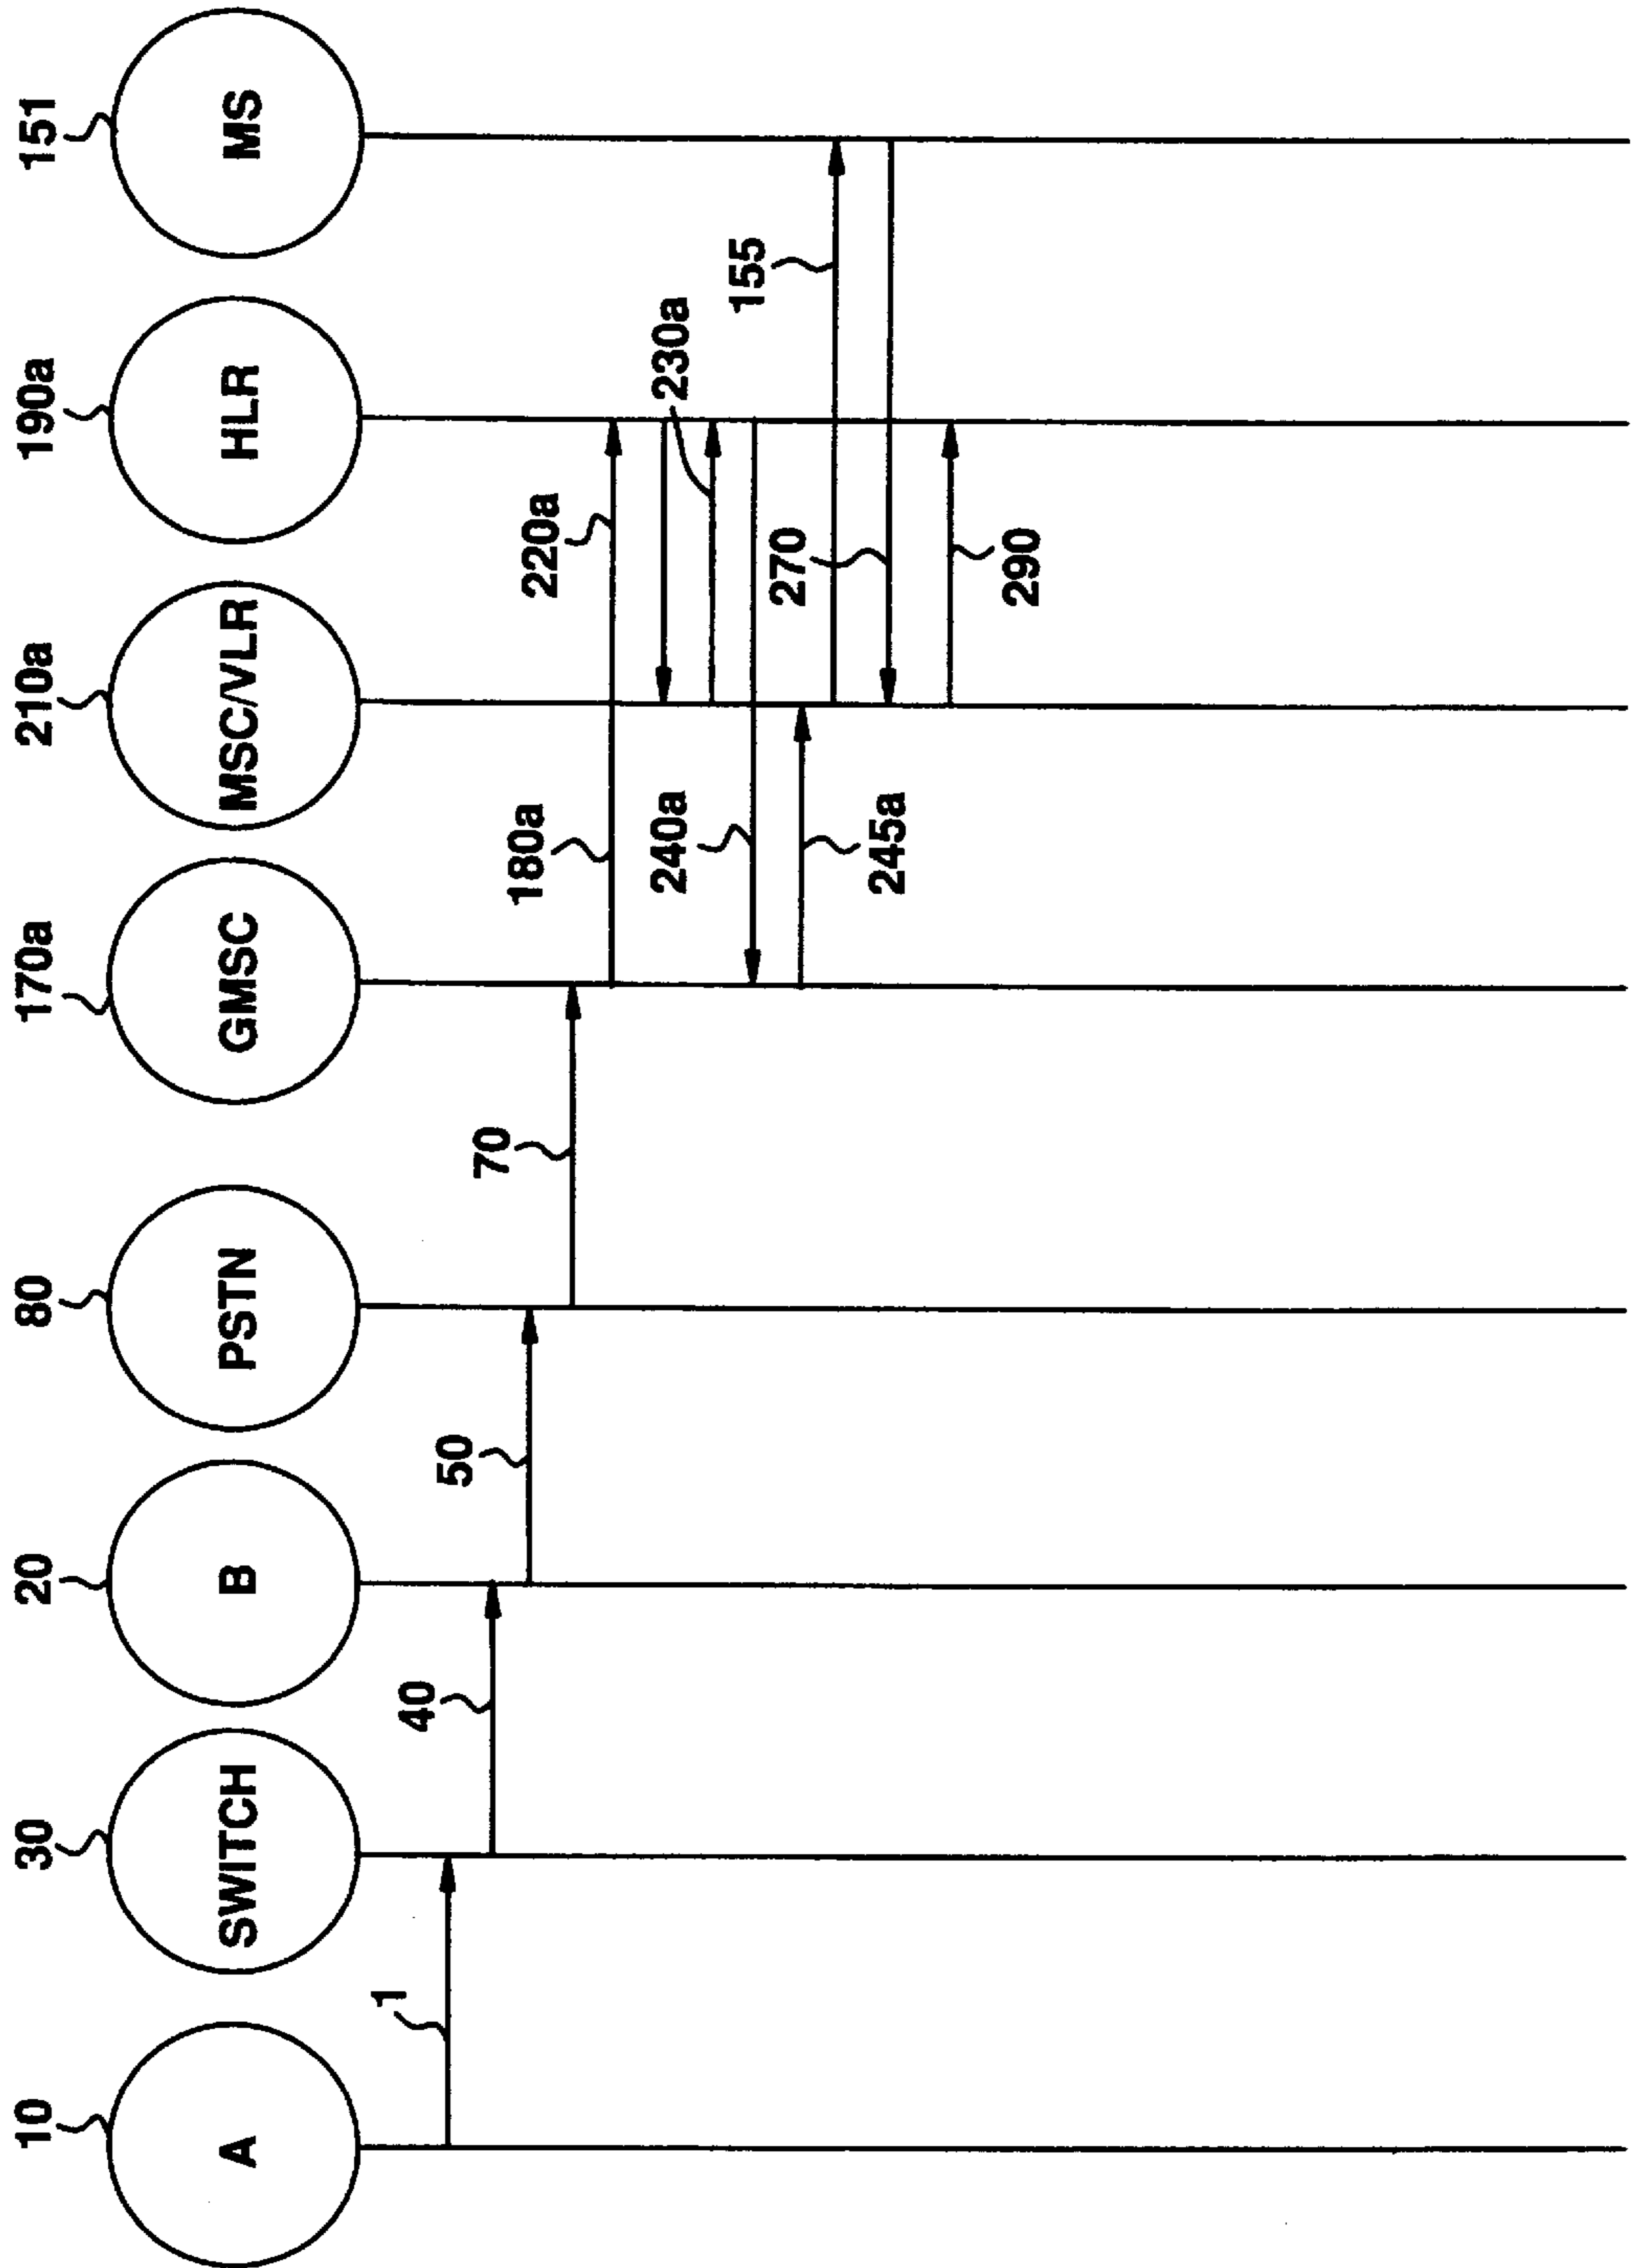 10
30
20
80
170a
210a
190a
151
A
SWITCH
B
PSTN
GMSC
MSC/VLR
HLR
MS
1
40
50
70
180a
220a
230a
240a
245a
155
270
290